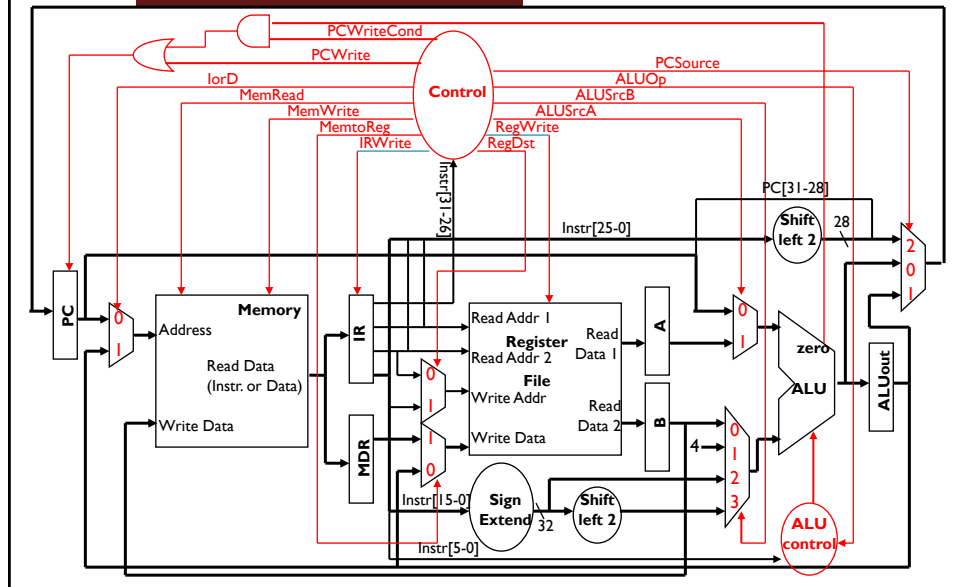 PCWriteCond
PCWrite
PCSource
IorD
ALUOp
MemRead
Control
ALUSrcB
MemWrite
ALUSrcA
MemtoReg
RegWrite
IRWrite
RegDst
Instr[31-26]
PC[31-28]
Instr[25-0]
Shift
left 2
28
2
0
1
PC
0
1
Address
Memory
Read Data
(Instr. or Data)
Write Data
IR
MDR
Read Addr 1
Register
Read
Data 1
Read Addr 2
File
Write Addr
Read
Data 2
Write Data
0
1
1
0
A
B
0
1
4
0
1
2
3
zero
ALU
ALUout
Instr[15-0]
Sign
Extend
32
Shift
left 2
ALU
control
Instr[5-0]